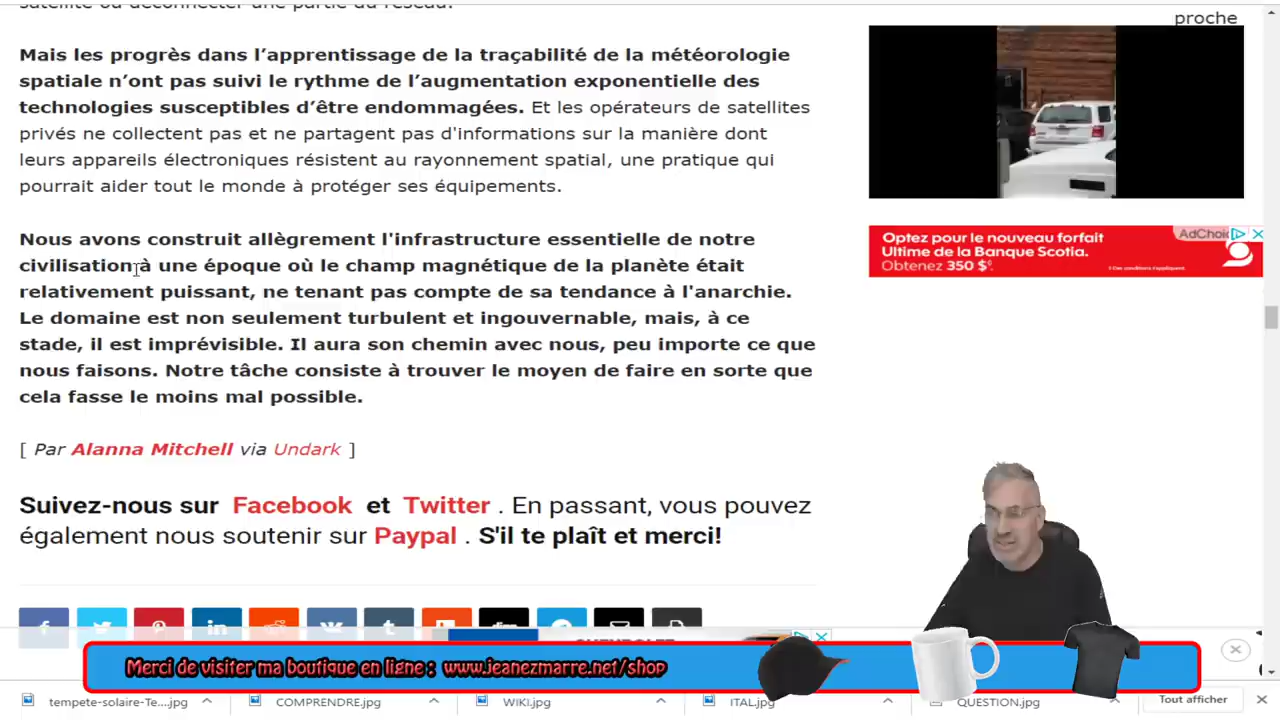 satellite ou déconnecter une partie du réseau.
Mais les progrès dans l’apprentissage de la traçabilité de la météorologie
spatiale n’ont pas suivi le rythme de l’augmentation exponentielle des
technologies susceptibles d’être endommagées. Et les opérateurs de satellites
privés ne collectent pas et ne partagent pas d'informations sur la manière dont
leurs appareils électroniques résistent au rayonnement spatial, une pratique qui
pourrait aider tout le monde à protéger ses équipements.
Nous avons construit allègrement l'infrastructure essentielle de notre
civilisation à une époque où le champ magnétique de la planète était
relativement puissant, ne tenant pas compte de sa tendance à l'anarchie.
Le domaine est non seulement turbulent et ingouvernable, mais, à ce
stade, il est imprévisible. Il aura son chemin avec nous, peu importe ce que
nous faisons. Notre tâche consiste à trouver le moyen de faire en sorte que
cela fasse le moins mal possible.
[ Par Alanna Mitchell via Undark ]
Suivez-nous sur Facebook et Twitter . En passant, vous pouvez
également nous soutenir sur Paypal . S'il te plaît et merci!
proche
Optez pour le nouveau forfait
Ultime de la Banque Scotia.
Obtenez 350 $
AdChoic
Merci de visiter ma boutique en ligne : www.jeanezmarre.net/shop
tempete-solaire-Te....jpg
COMPRENDRE.jpg
WIKI.jpg
ITAL.jpg
QUESTION.jpg
Tout afficher